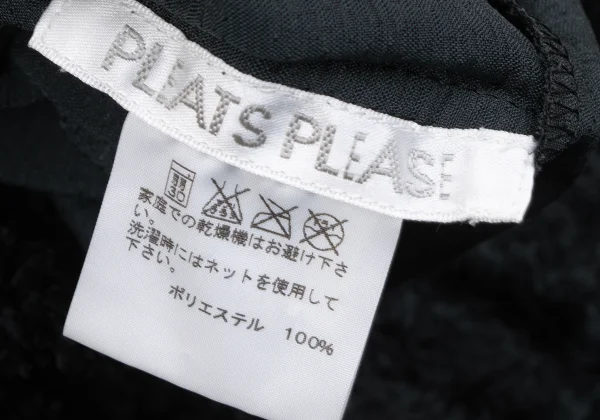 PLEATS PLEASE
家庭での乾燥機はお避け下さ
い。
洗濯時にはネットを使用して
下さい。
ポリエステル 100%